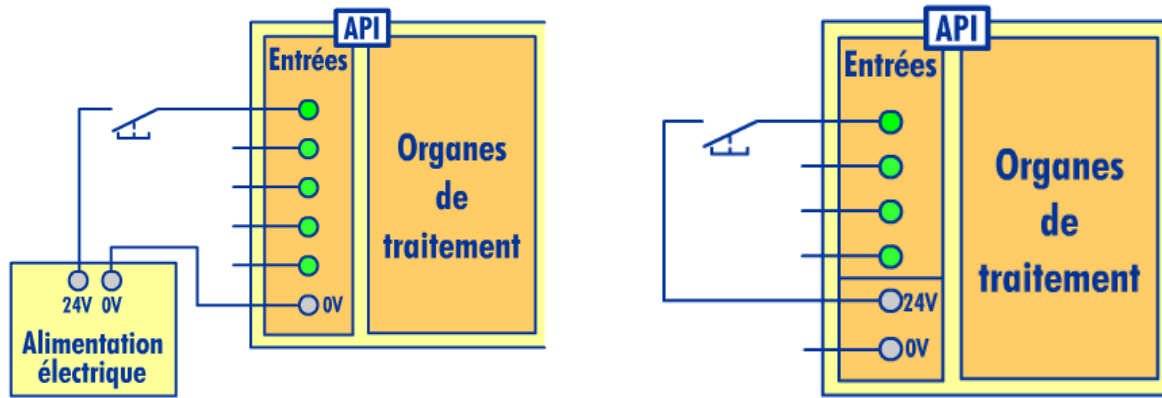 API
Entrées
Organes
de
traitement
0V
24V 0V
Alimentation
électrique
API
Entrées
Organes
de
traitement
24V
0V